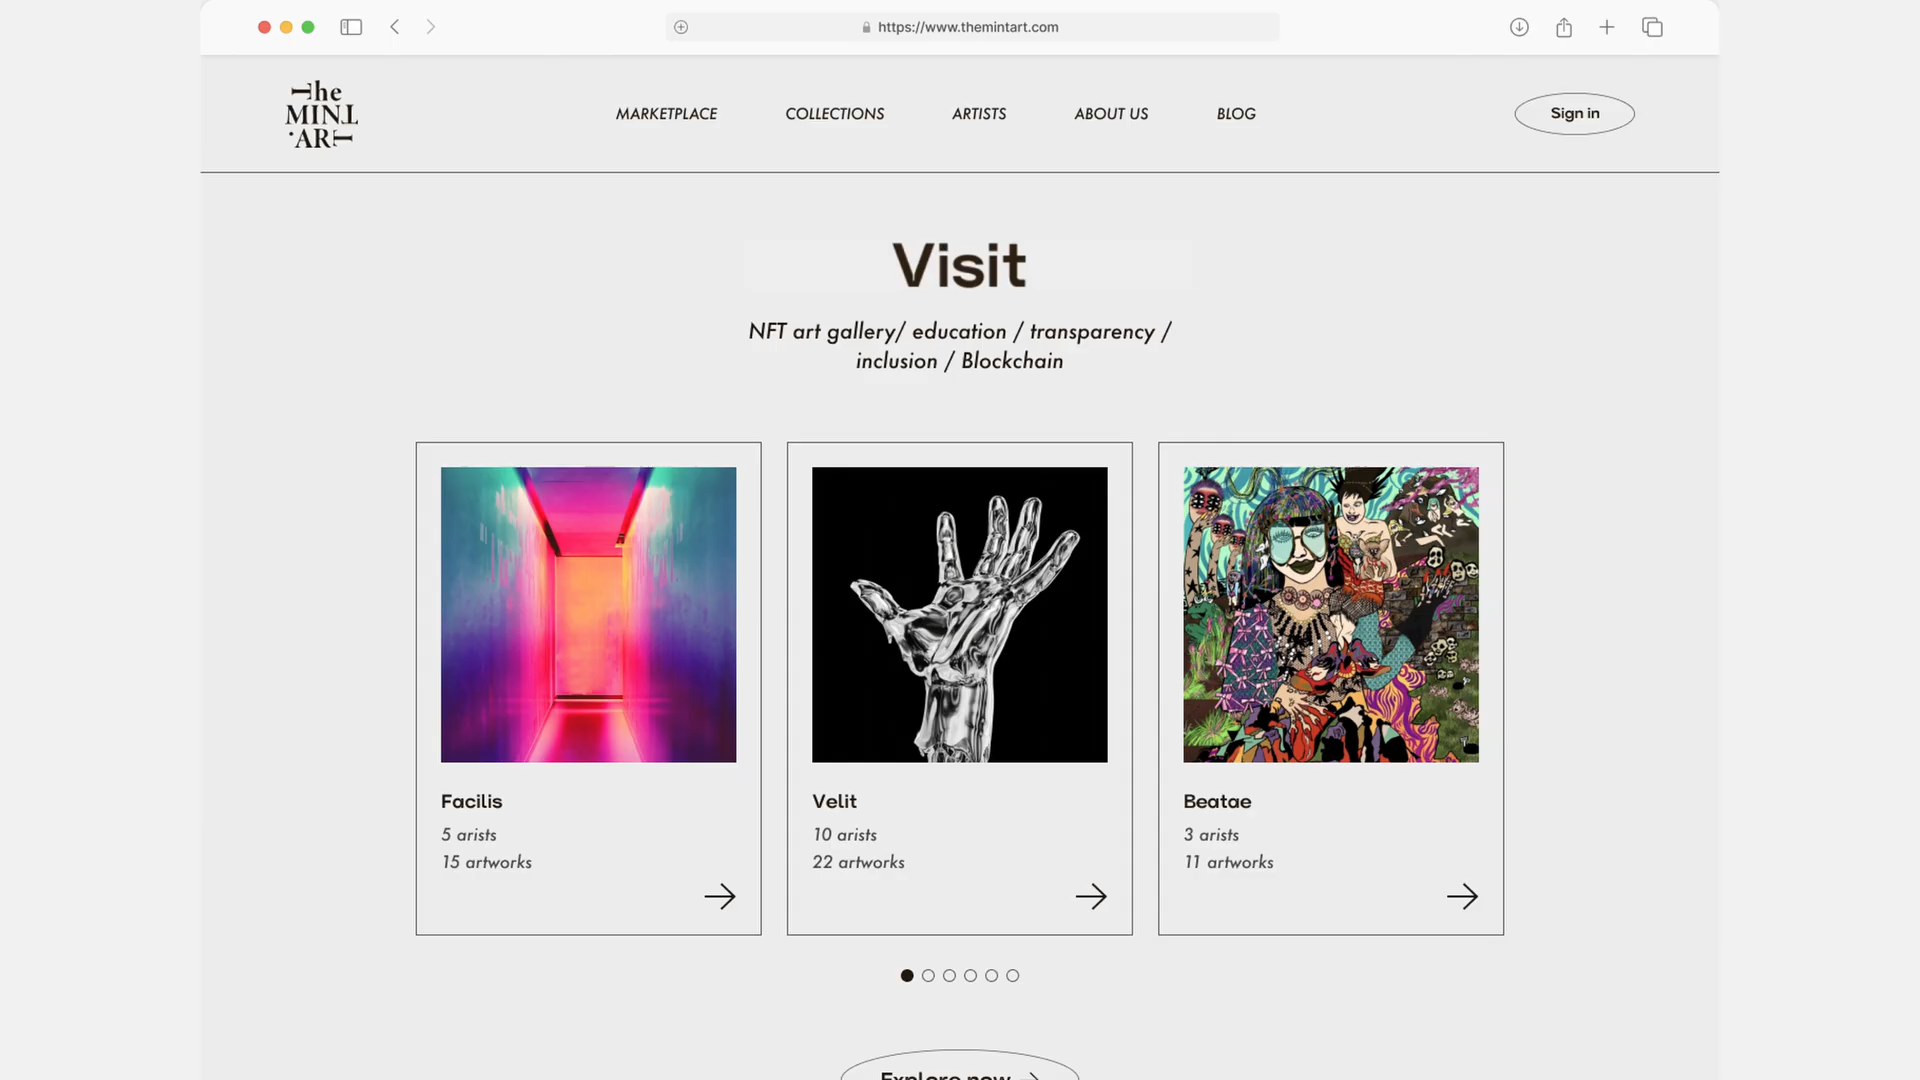 https://www.themintart.com
The
MINT
.ART
MARKETPLACE COLLECTIONS ARTISTS ABOUT US BLOG
Sign in
Visit
NFT art gallery/ education / transparency /
inclusion / Blockchain
Facilis
5 arists
15 artworks
Velit
10 arists
22 artworks
Beatae
3 arists
11 artworks
Explore now